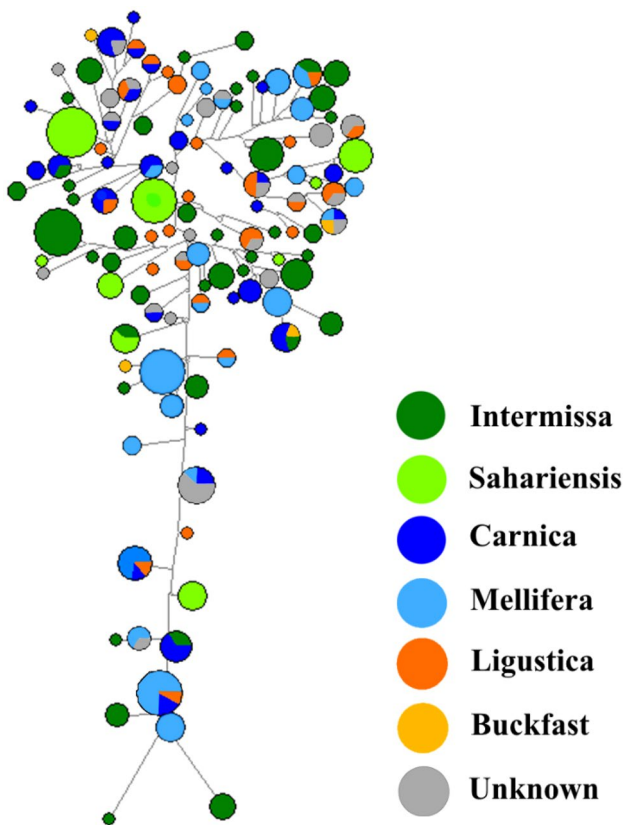 Intermissa
Sahariensis
Carnica
Mellifera
Ligustica
Buckfast
Unknown